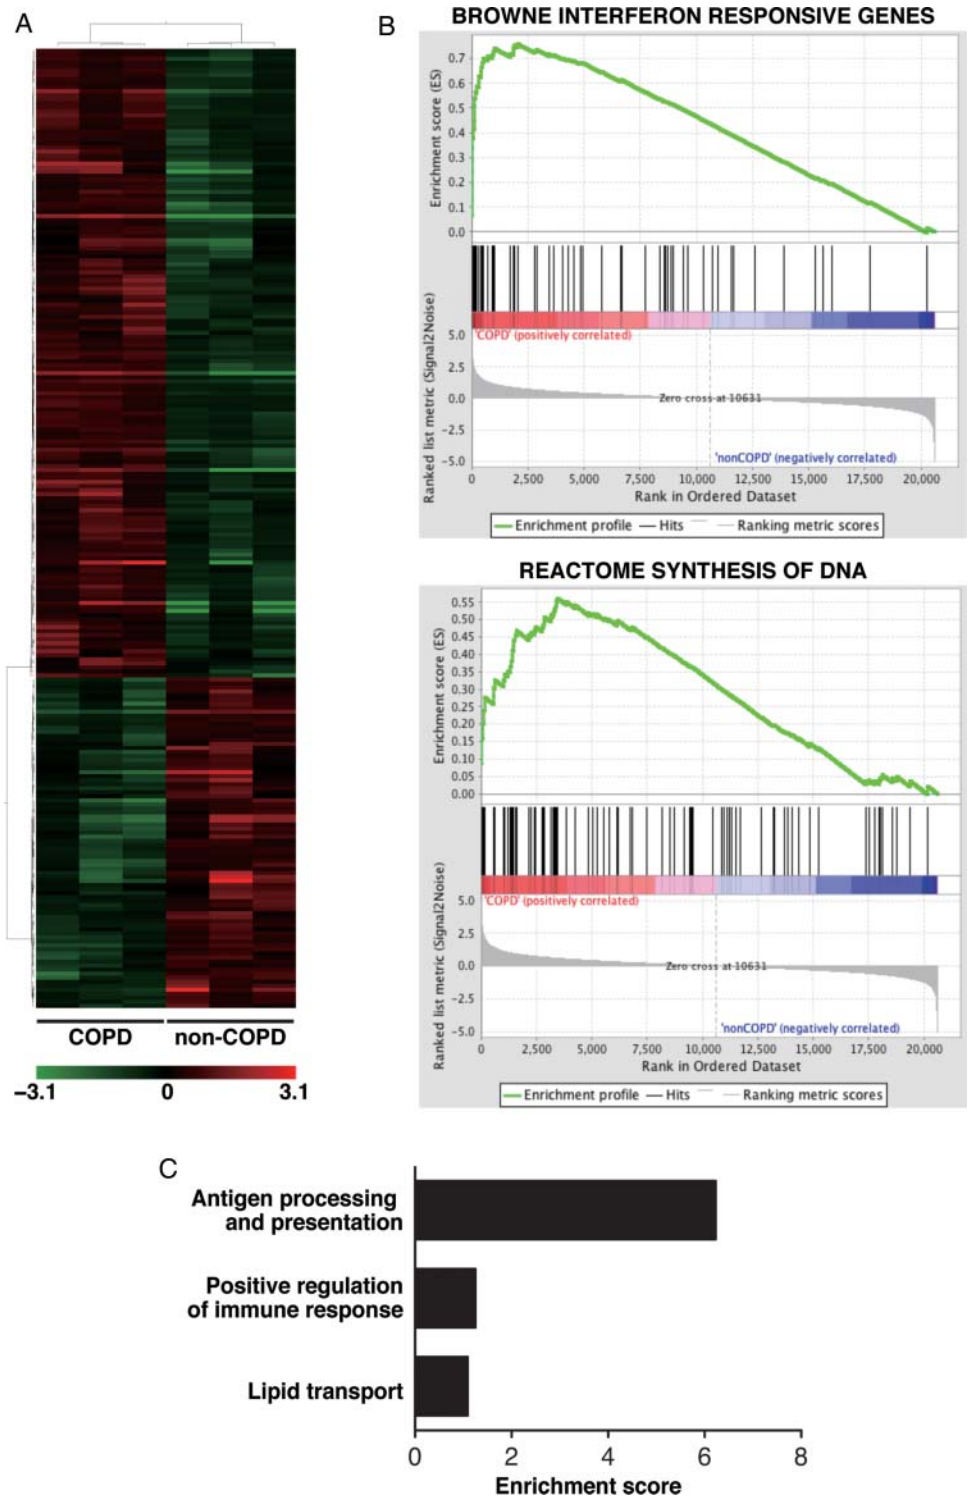 A
COPD non-COPD
−3.1 0 3.1
B
BROWNE INTERFERON RESPONSIVE GENES
Enrichment score (ES)
0.7
0.6
0.5
0.4
0.3
0.2
0.1
0.0
Ranked list metric (Signal2Noise)
'COPD' (positively correlated)
5.0
2.5
0.0
-2.5
-5.0
Zero cross at 10631
'nonCOPD' (negatively correlated)
0 2,500 5,000 7,500 10,000 12,500 15,000 17,500 20,000
Rank in Ordered Dataset
Enrichment profile Hits Ranking metric scores
REACTOME SYNTHESIS OF DNA
Enrichment score (ES)
0.55
0.50
0.45
0.40
0.35
0.30
0.25
0.20
0.15
0.10
0.05
0.00
Ranked list metric (Signal2Noise)
'COPD' (positively correlated)
5.0
2.5
0.0
-2.5
-5.0
Zero cross at 10631
'nonCOPD' (negatively correlated)
0 2,500 5,000 7,500 10,000 12,500 15,000 17,500 20,000
Rank in Ordered Dataset
Enrichment profile Hits Ranking metric scores
C
Antigen processing
and presentation
Positive regulation
of immune response
Lipid transport
0 2 4 6 8
Enrichment score